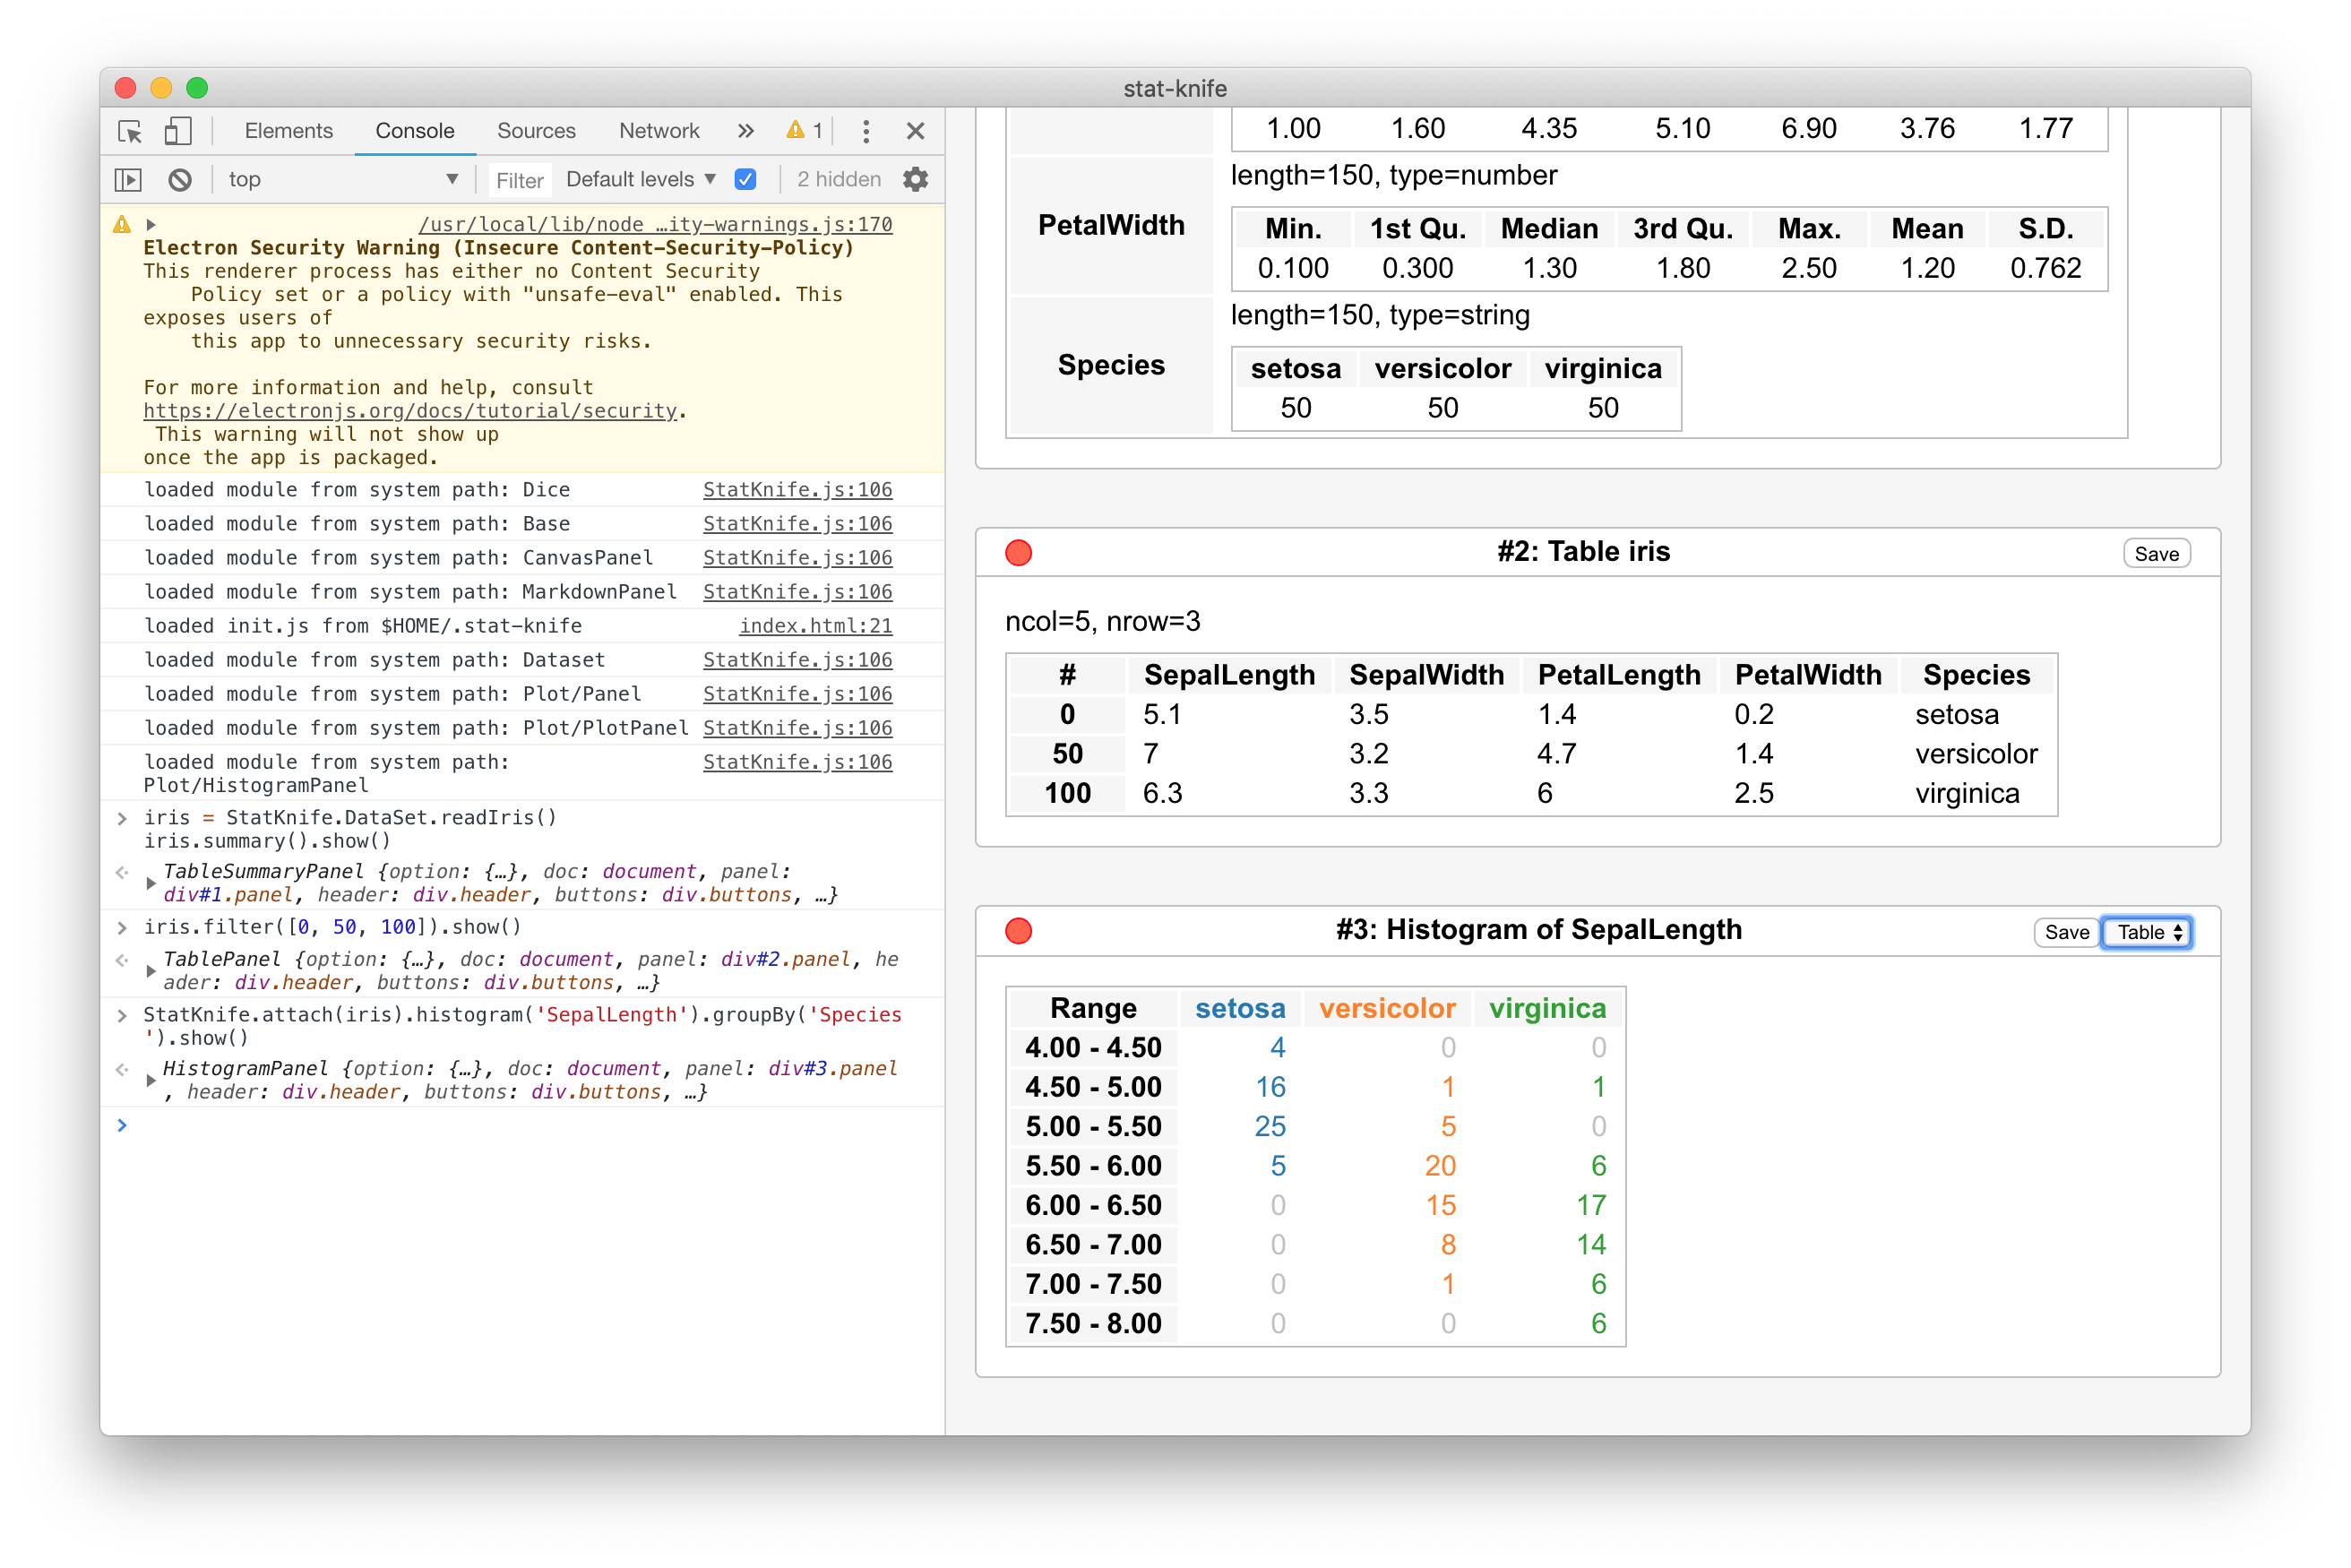 stat-knife
Elements Console Sources Network » 1
top Filter Default levels 2 hidden
/usr/local/lib/node …ity-warnings.js:170
Electron Security Warning (Insecure Content-Security-Policy)
This renderer process has either no Content Security
Policy set or a policy with "unsafe-eval" enabled. This
exposes users of
this app to unnecessary security risks.
For more information and help, consult
https://electronjs.org/docs/tutorial/security.
This warning will not show up
once the app is packaged.
loaded module from system path: Dice StatKnife.js:106
loaded module from system path: Base StatKnife.js:106
loaded module from system path: CanvasPanel StatKnife.js:106
loaded module from system path: MarkdownPanel StatKnife.js:106
loaded init.js from $HOME/.stat-knife index.html:21
loaded module from system path: Dataset StatKnife.js:106
loaded module from system path: Plot/Panel StatKnife.js:106
loaded module from system path: Plot/PlotPanel StatKnife.js:106
loaded module from system path: StatKnife.js:106
Plot/HistogramPanel
> iris = StatKnife.DataSet.readIris()
iris.summary().show()
TableSummaryPanel {option: {…}, doc: document, panel:
div#1.panel, header: div.header, buttons: div.buttons, …}
> iris.filter([0, 50, 100]).show()
TablePanel {option: {…}, doc: document, panel: div#2.panel, he
ader: div.header, buttons: div.buttons, …}
> StatKnife.attach(iris).histogram('SepalLength').groupBy('Species
').show()
HistogramPanel {option: {…}, doc: document, panel: div#3.panel
, header: div.header, buttons: div.buttons, …}
>
1.00 1.60 4.35 5.10 6.90 3.76 1.77
PetalWidth
length=150, type=number
Min. 1st Qu. Median 3rd Qu. Max. Mean S.D.
0.100 0.300 1.30 1.80 2.50 1.20 0.762
Species
length=150, type=string
setosa versicolor virginica
50 50 50
#2: Table iris Save
ncol=5, nrow=3
# SepalLength SepalWidth PetalLength PetalWidth Species
0 5.1 3.5 1.4 0.2 setosa
50 7 3.2 4.7 1.4 versicolor
100 6.3 3.3 6 2.5 virginica
#3: Histogram of SepalLength Save Table
Range setosa versicolor virginica
4.00 - 4.50 4 0 0
4.50 - 5.00 16 1 1
5.00 - 5.50 25 5 0
5.50 - 6.00 5 20 6
6.00 - 6.50 0 15 17
6.50 - 7.00 0 8 14
7.00 - 7.50 0 1 6
7.50 - 8.00 0 0 6